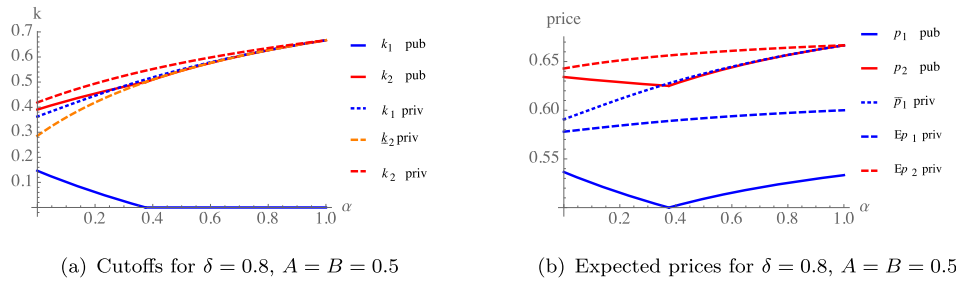 k
0.7
0.6
0.5
0.4
0.3
0.2
0.1
0.2
0.4
0.6
0.8
1.0
α
k₁ pub
k₂ pub
k₁ priv
k̲₂ priv
k₂ priv
(a) Cutoffs for δ = 0.8, A = B = 0.5
price
0.65
0.60
0.55
0.2
0.4
0.6
0.8
1.0
α
p₁ pub
p₂ pub
p̅₁ priv
Ep₁ priv
Ep₂ priv
(b) Expected prices for δ = 0.8, A = B = 0.5